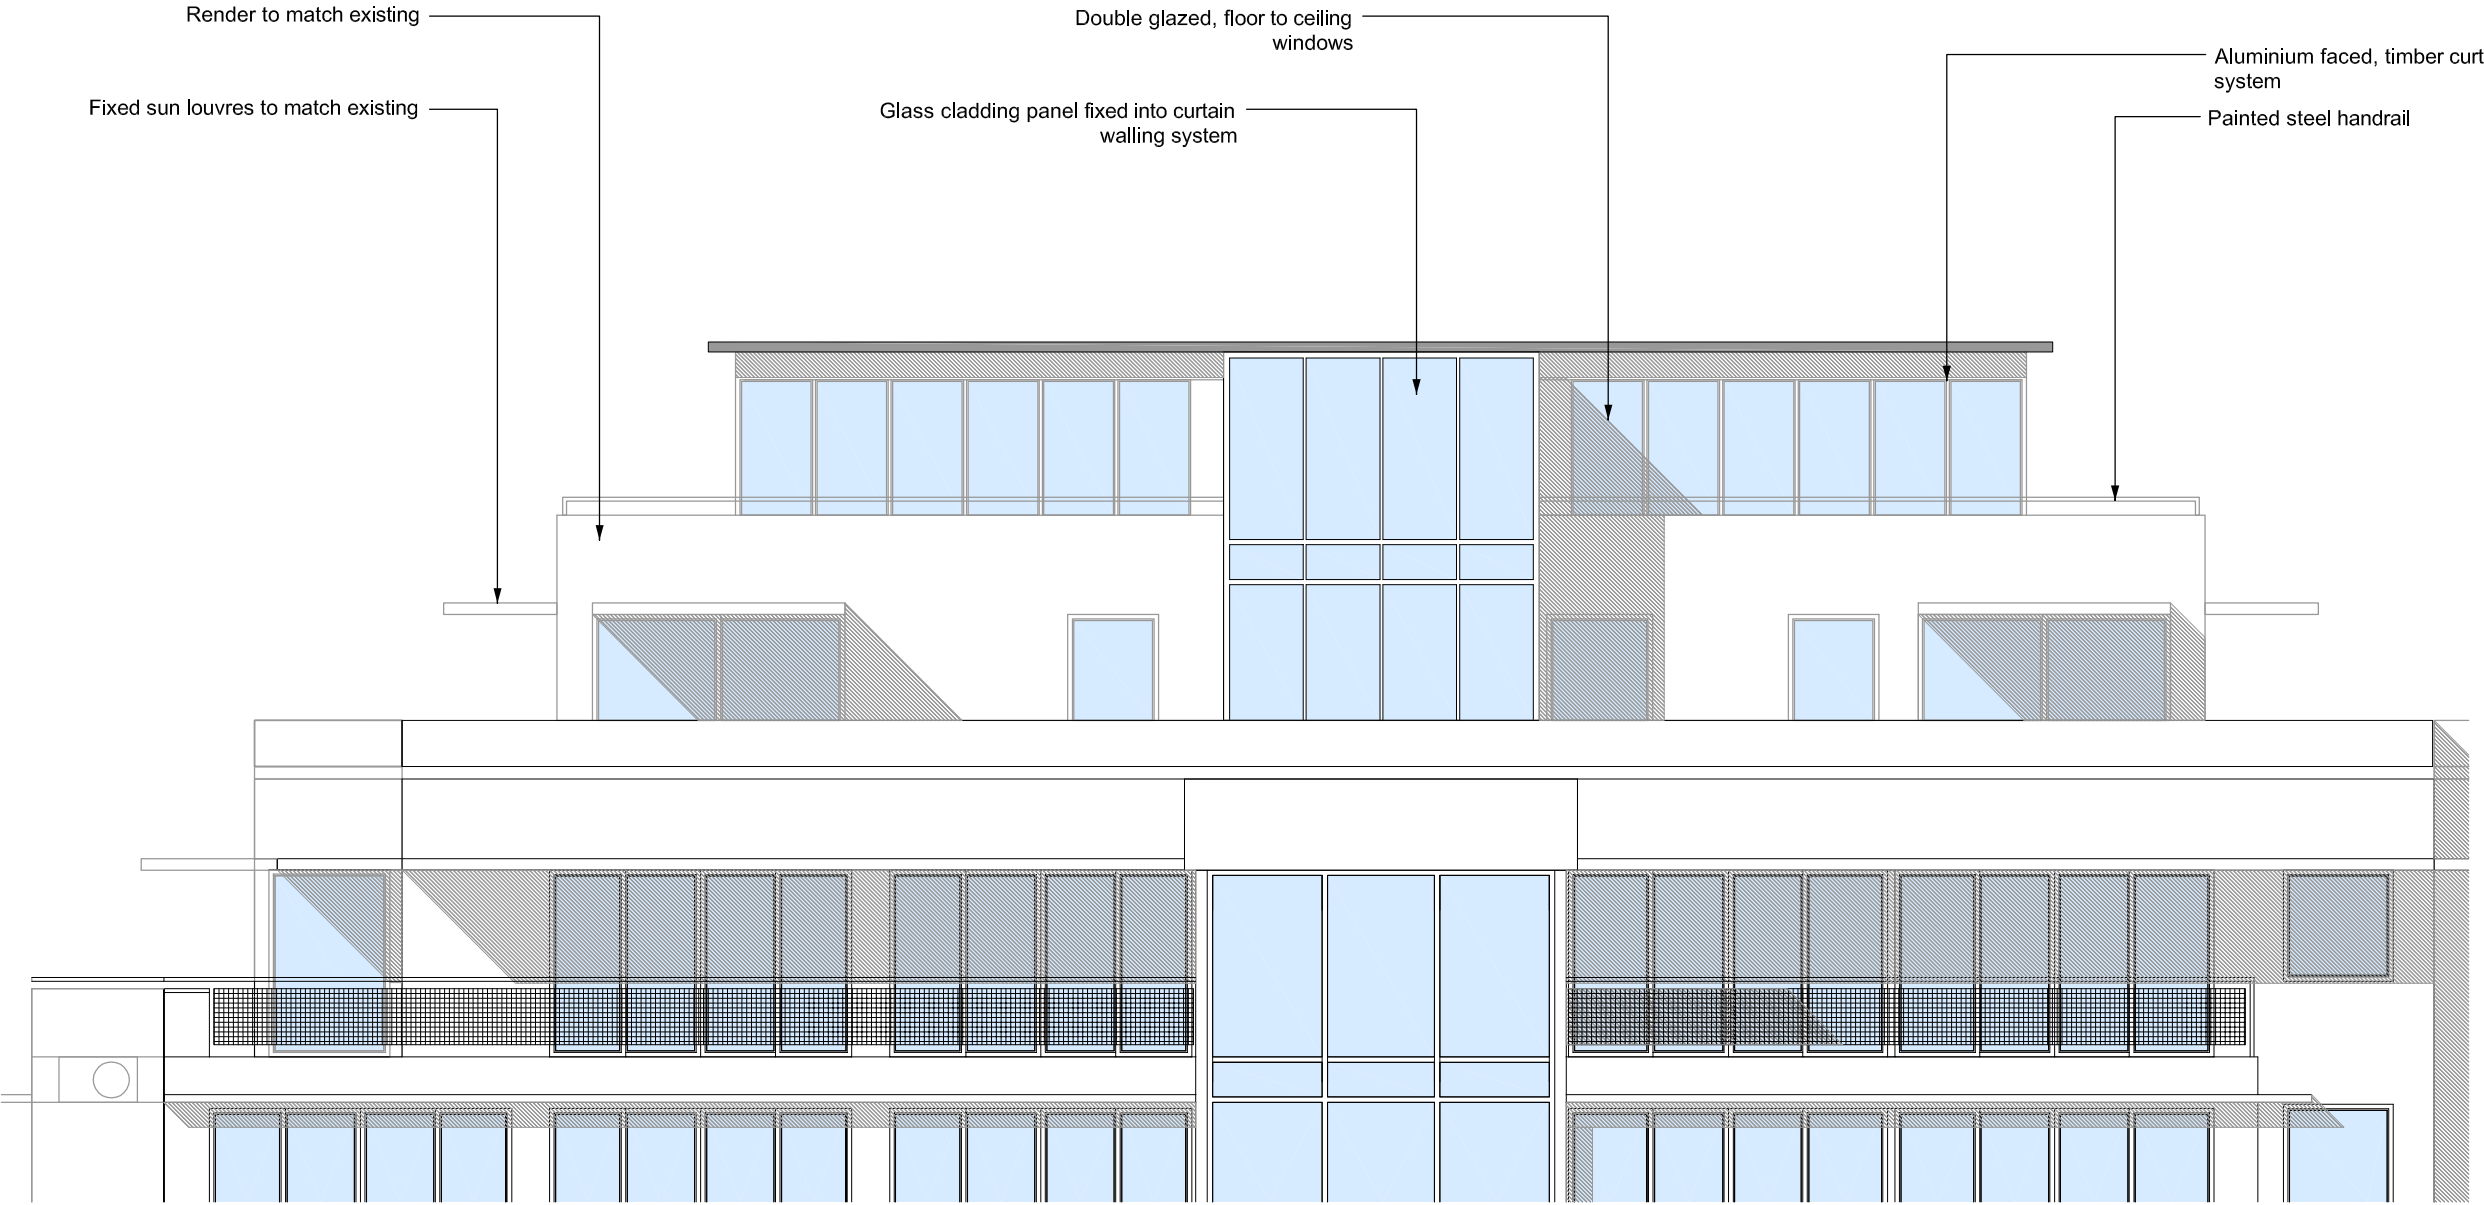 Render to match existing
Fixed sun louvres to match existing
Double glazed, floor to ceiling
windows
Glass cladding panel fixed into curtain
walling system
Aluminium faced, timber curt
system
Painted steel handrail